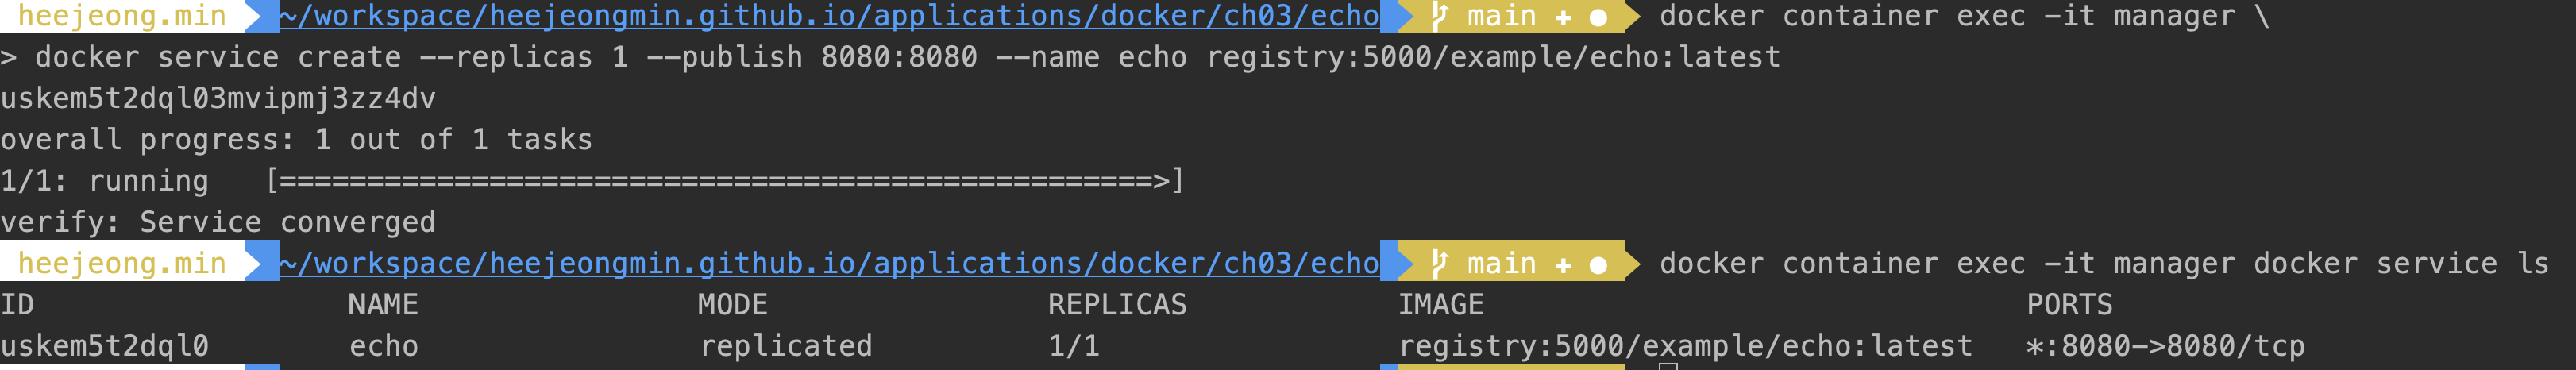 heejeong.min ~/workspace/heejeongmin.github.io/applications/docker/ch03/echo main + ● docker container exec -it manager \
> docker service create --replicas 1 --publish 8080:8080 --name echo registry:5000/example/echo:latest
uskem5t2dql03mvipmj3zz4dv
overall progress: 1 out of 1 tasks
1/1: running   [==================================================>]
verify: Service converged
heejeong.min ~/workspace/heejeongmin.github.io/applications/docker/ch03/echo main + ● docker container exec -it manager docker service ls
ID NAME MODE REPLICAS IMAGE PORTS
uskem5t2dql0 echo replicated 1/1 registry:5000/example/echo:latest *:8080->8080/tcp